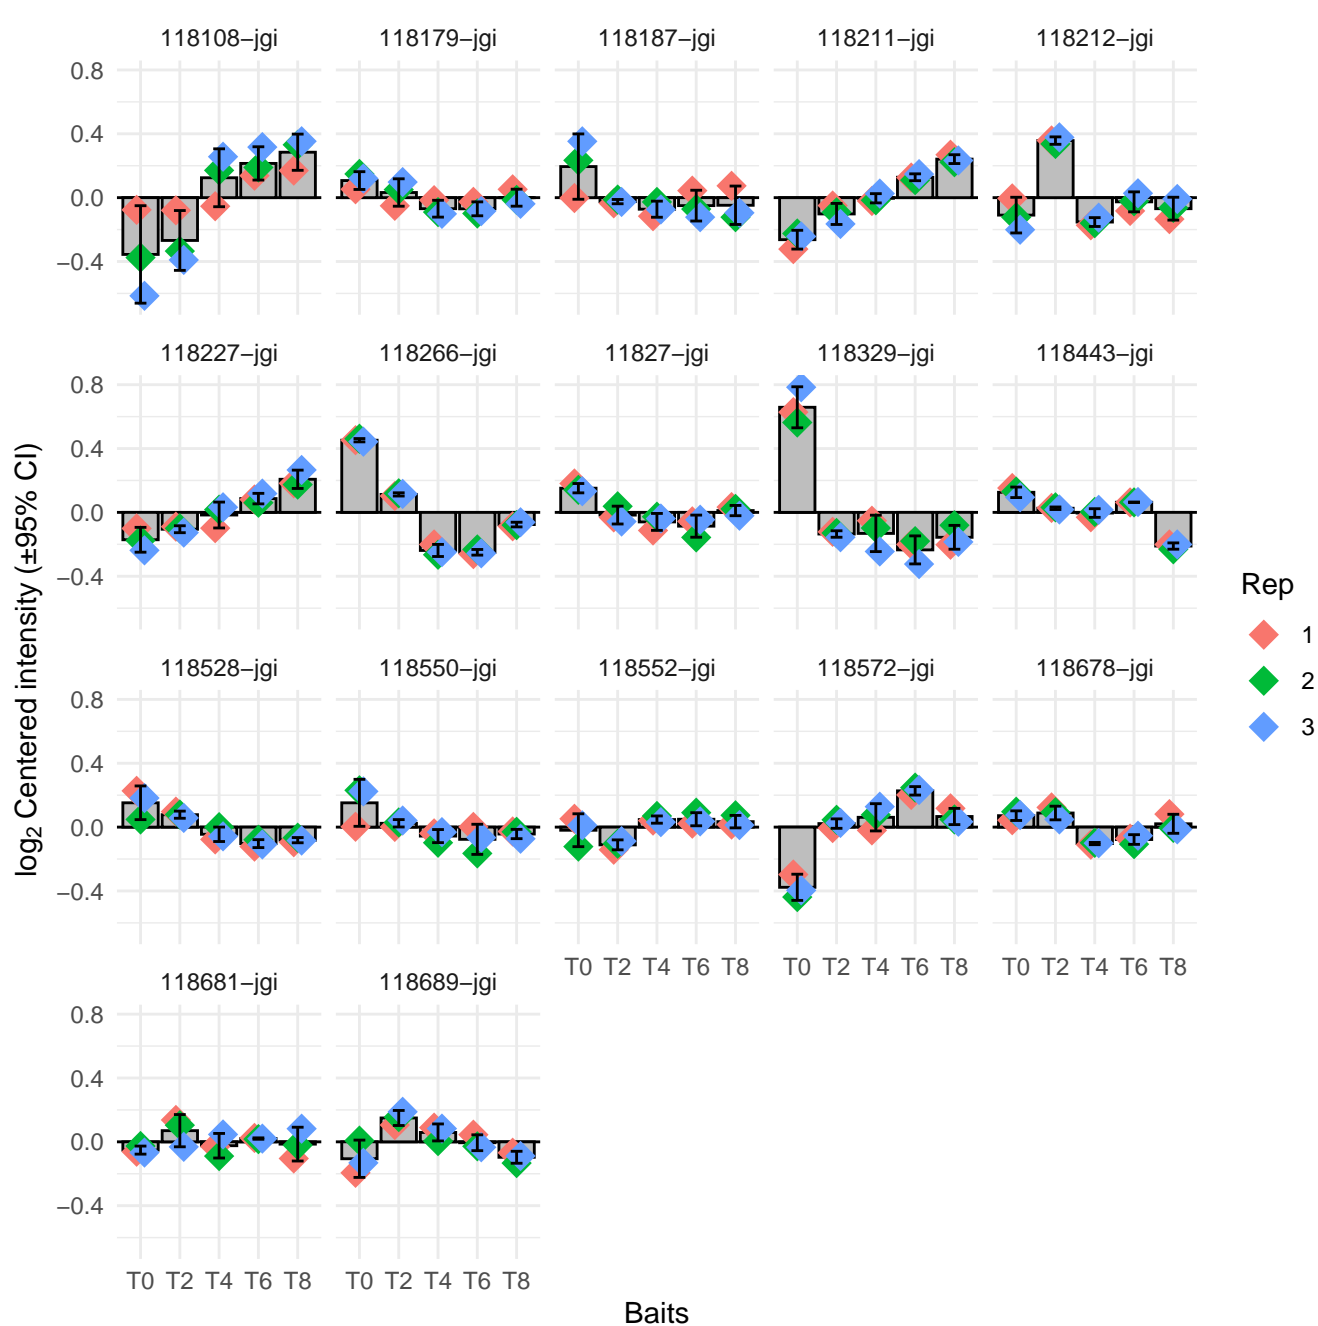 118108−jgi 118179−jgi 118187−jgi 118211−jgi 118212−jgi
0.8
0.4
0.0
−0.4
118227−jgi 118266−jgi 11827−jgi 118329−jgi 118443−jgi
0.8
0.4
0.0
−0.4
118528−jgi 118550−jgi 118552−jgi 118572−jgi 118678−jgi
0.8
0.4
0.0
−0.4
T0 T2 T4 T6 T8 T0 T2 T4 T6 T8 T0 T2 T4 T6 T8
118681−jgi 118689−jgi
0.8
0.4
0.0
−0.4
T0 T2 T4 T6 T8 T0 T2 T4 T6 T8
Baits
log2 Centered intensity (±95% CI)
Rep
1
2
3